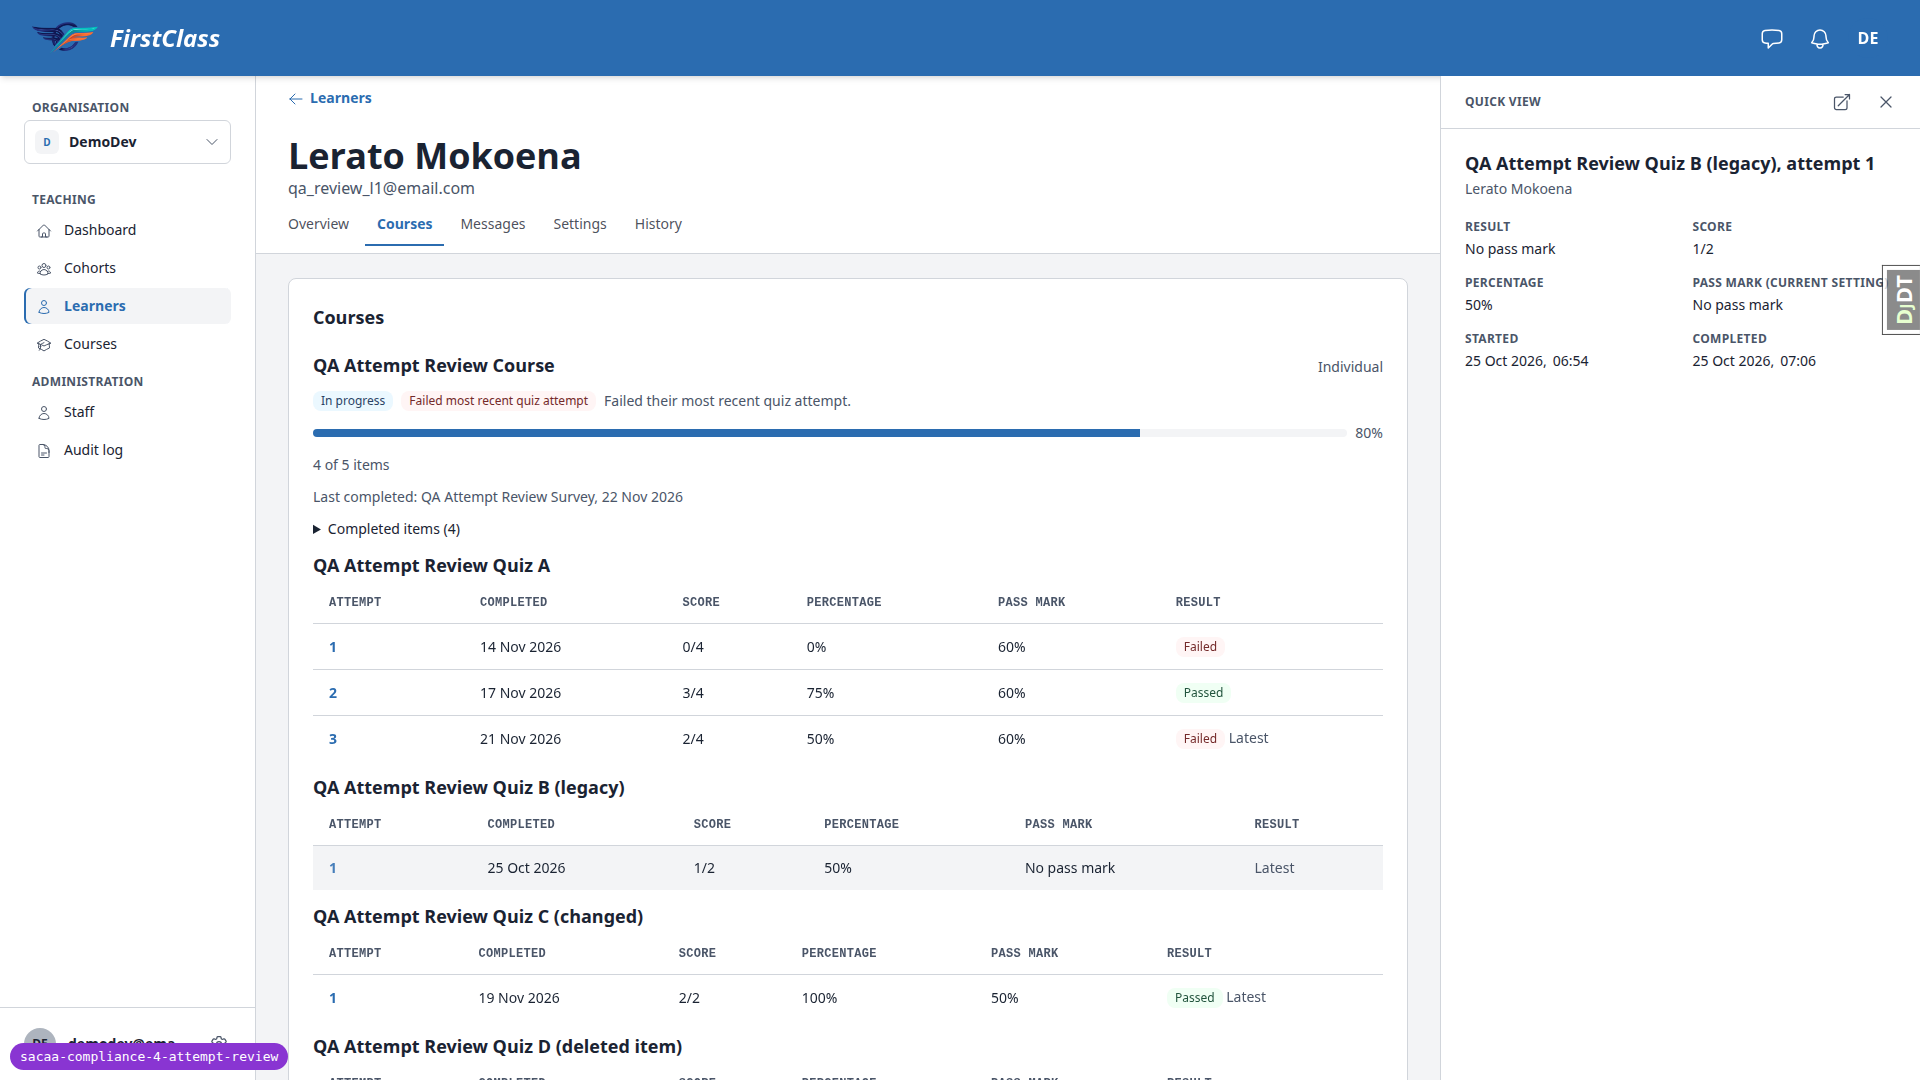 FirstClass
DE
ORGANISATION
D DemoDev
TEACHING
Dashboard
Cohorts
Learners
Courses
ADMINISTRATION
Staff
Audit log
sacaa-compliance-4-attempt-review
Learners
Lerato Mokoena
qa_review_l1@email.com
Overview Courses Messages Settings History
Courses
QA Attempt Review Course Individual
In progress Failed most recent quiz attempt Failed their most recent quiz attempt.
80%
4 of 5 items
Last completed: QA Attempt Review Survey, 22 Nov 2026
Completed items (4)
QA Attempt Review Quiz A
ATTEMPT COMPLETED SCORE PERCENTAGE PASS MARK RESULT
1 14 Nov 2026 0/4 0% 60% Failed
2 17 Nov 2026 3/4 75% 60% Passed
3 21 Nov 2026 2/4 50% 60% Failed Latest
QA Attempt Review Quiz B (legacy)
ATTEMPT COMPLETED SCORE PERCENTAGE PASS MARK RESULT
1 25 Oct 2026 1/2 50% No pass mark Latest
QA Attempt Review Quiz C (changed)
ATTEMPT COMPLETED SCORE PERCENTAGE PASS MARK RESULT
1 19 Nov 2026 2/2 100% 50% Passed Latest
QA Attempt Review Quiz D (deleted item)
QUICK VIEW
QA Attempt Review Quiz B (legacy), attempt 1
Lerato Mokoena
RESULT SCORE
No pass mark 1/2
PERCENTAGE PASS MARK (CURRENT SETTING
50% No pass mark
STARTED COMPLETED
25 Oct 2026, 06:54 25 Oct 2026, 07:06
DjDT